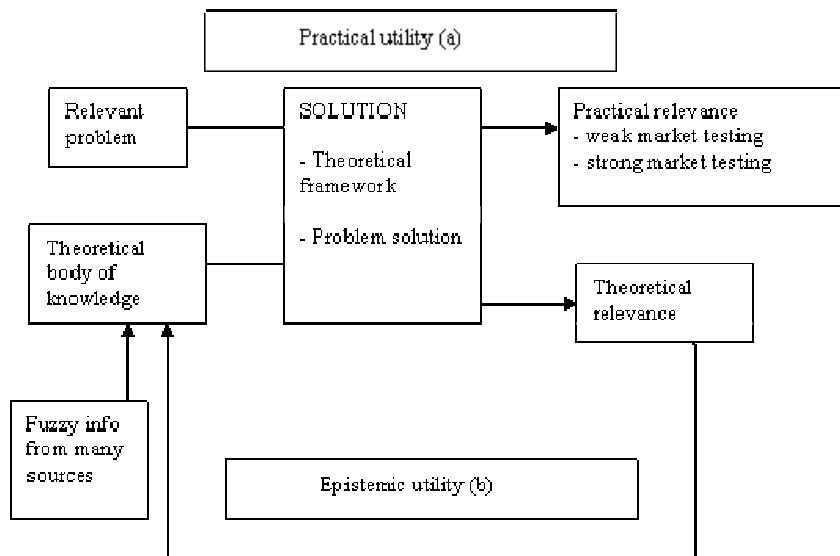 Practical utility (a)
Relevant
problem
SOLUTION
- Theoretical
framework
- Problem solution
Practical relevance
- weak market testing
- strong market testing
Theoretical
body of
knowledge
Theoretical
relevance
Fuzzy info
from many
sources
Epistemic utility (b)